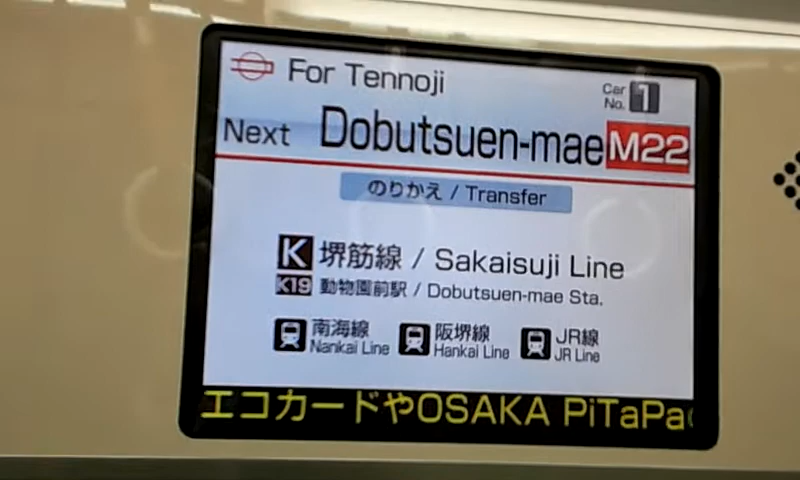 For Tennoji
Car No. 1
Next Dobutsuen-mae M22
のりかえ / Transfer
K 堺筋線 / Sakaisuji Line
K19 動物園前駅 / Dobutsuen-mae Sta.
南海線 阪堺線 JR線
Nankai Line Hankai Line JR Line
エコカードやOSAKA PiTaPa